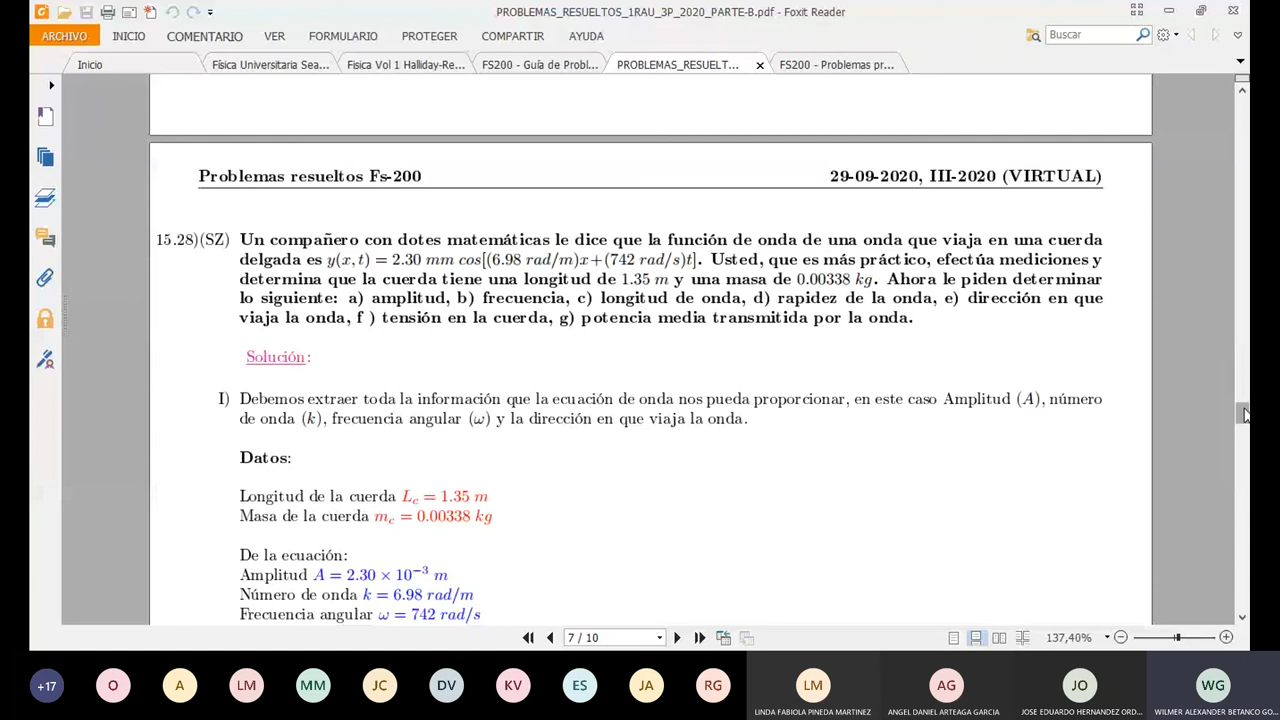 PROBLEMAS_RESUELTOS_1RAU_3P_2020_PARTE-B.pdf - Foxit Reader
ARCHIVO INICIO COMENTARIO VER FORMULARIO PROTEGER COMPARTIR AYUDA Buscar
Inicio Física Universitaria Sea... Fisica Vol 1 Halliday-Re... FS200 - Guía de Probl... PROBLEMAS_RESUELT... FS200 - Problemas pr...
Problemas resueltos Fs-200 29-09-2020, III-2020 (VIRTUAL)
15.28)(SZ) Un compañero con dotes matemáticas le dice que la función de onda de una onda que viaja en una cuerda
delgada es y(x, t) = 2.30 mm cos[(6.98 rad/m)x+(742 rad/s)t]. Usted, que es más práctico, efectúa mediciones y
determina que la cuerda tiene una longitud de 1.35 m y una masa de 0.00338 kg. Ahora le piden determinar
lo siguiente: a) amplitud, b) frecuencia, c) longitud de onda, d) rapidez de la onda, e) dirección en que
viaja la onda, f ) tensión en la cuerda, g) potencia media transmitida por la onda.
Solución:
I) Debemos extraer toda la información que la ecuación de onda nos pueda proporcionar, en este caso Amplitud (A), número
de onda (k), frecuencia angular (ω) y la dirección en que viaja la onda.
Datos:
Longitud de la cuerda L_c = 1.35 m
Masa de la cuerda m_c = 0.00338 kg
De la ecuación:
Amplitud A = 2.30 × 10⁻³ m
Número de onda k = 6.98 rad/m
Frecuencia angular ω = 742 rad/s
7 / 10 137,40%
+17 O A LM MM JC DV KV ES JA RG LM AG JO WG
LINDA FABIOLA PINEDA MARTINEZ ANGEL DANIEL ARTEAGA GARCIA JOSE EDUARDO HERNANDEZ ORD... WILMER ALEXANDER BETANCO GO...